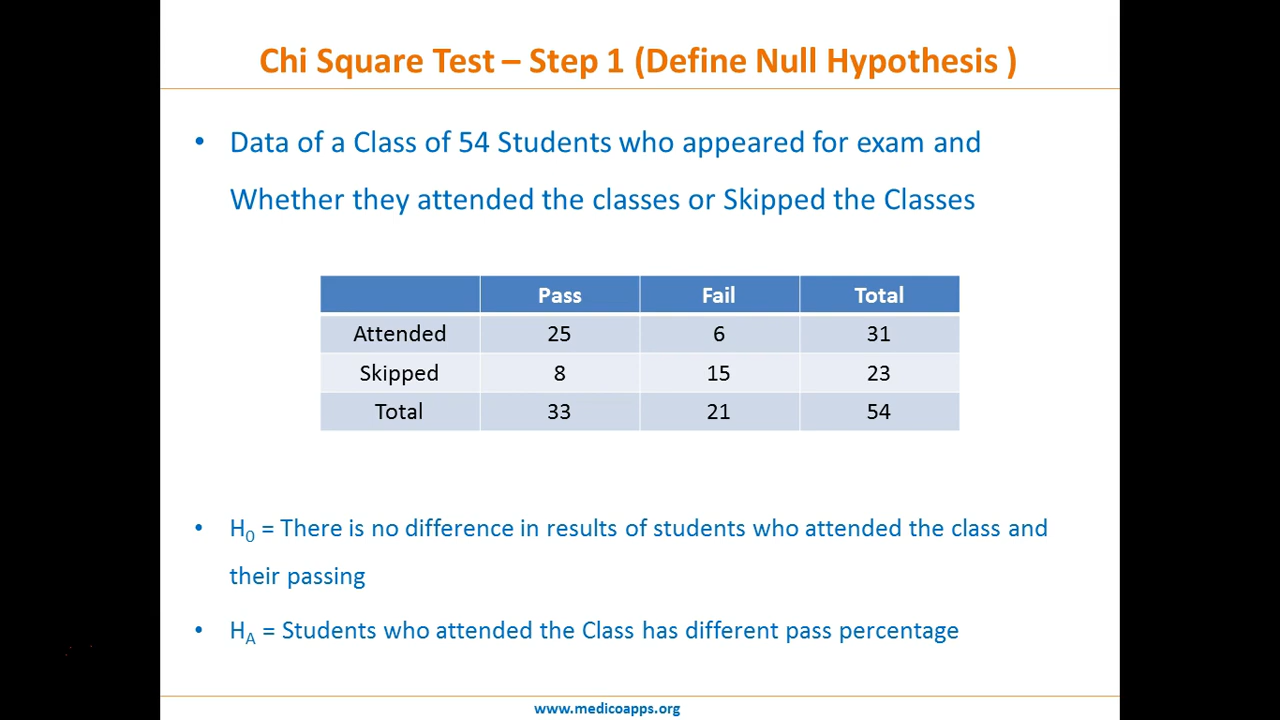 Chi Square Test – Step 1 (Define Null Hypothesis )
• Data of a Class of 54 Students who appeared for exam and
Whether they attended the classes or Skipped the Classes
Pass Fail Total
Attended 25 6 31
Skipped 8 15 23
Total 33 21 54
• H₀ = There is no difference in results of students who attended the class and
their passing
• H_A = Students who attended the Class has different pass percentage
www.medicoapps.org